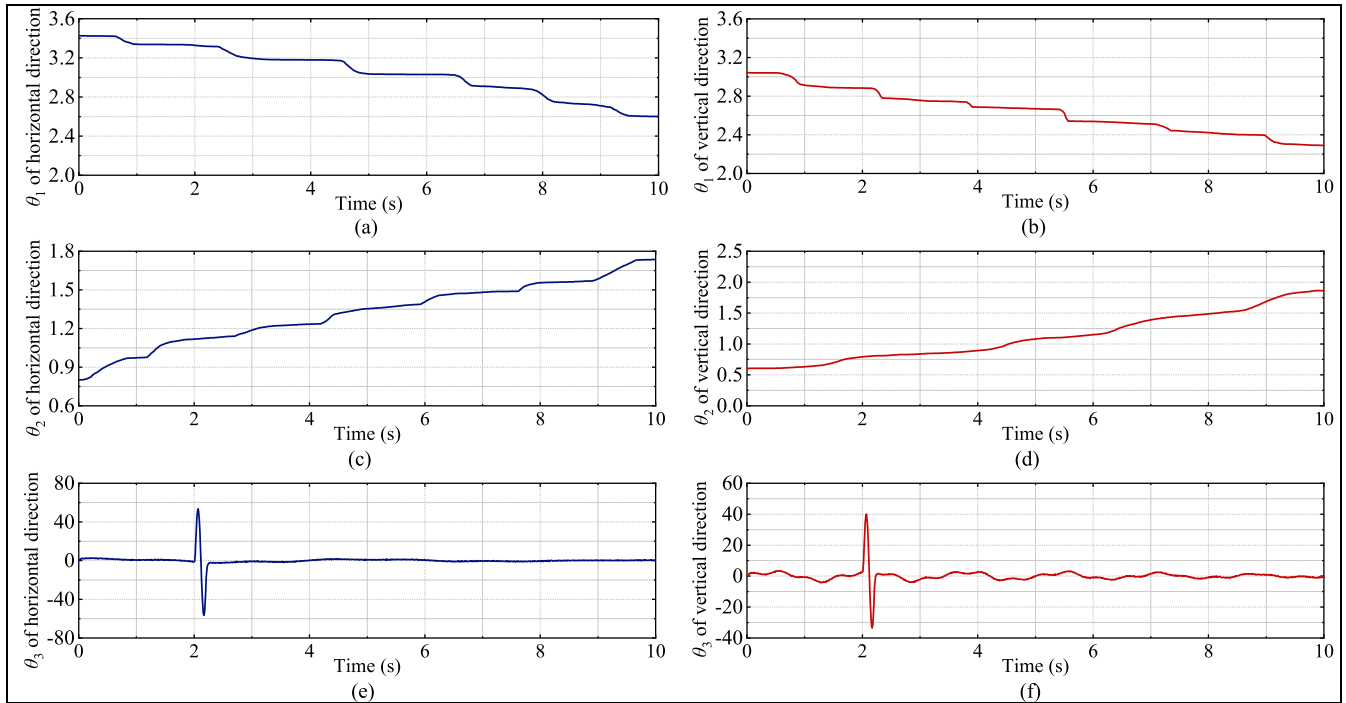 θ1 of horizontal direction
3.6
3.2
2.8
2.4
2.0
0 2 4 6 8 10
Time (s)
(a)
θ1 of vertical direction
3.6
3.2
2.8
2.4
2.0
0 2 4 6 8 10
Time (s)
(b)
θ2 of horizontal direction
1.8
1.5
1.2
0.9
0.6
0 2 4 6 8 10
Time (s)
(c)
θ2 of vertical direction
2.5
2.0
1.5
1.0
0.5
0.0
0 2 4 6 8 10
Time (s)
(d)
θ3 of horizontal direction
80
40
0
-40
-80
0 2 4 6 8 10
Time (s)
(e)
θ3 of vertical direction
60
40
20
0
-20
-40
0 2 4 6 8 10
Time (s)
(f)